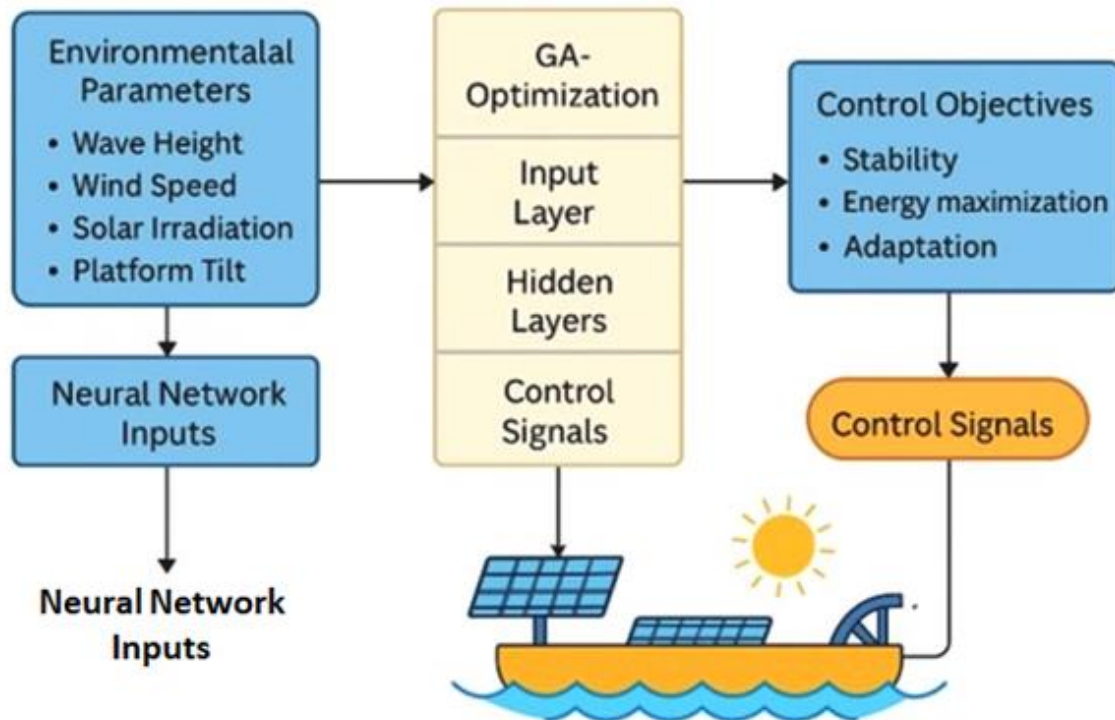 Environmentalal
Parameters
• Wave Height
• Wind Speed
• Solar Irradiation
• Platform Tilt
Neural Network
Inputs
Neural Network
Inputs
GA-
Optimization
Input
Layer
Hidden
Layers
Control
Signals
Control Objectives
• Stability
• Energy maximization
• Adaptation
Control Signals